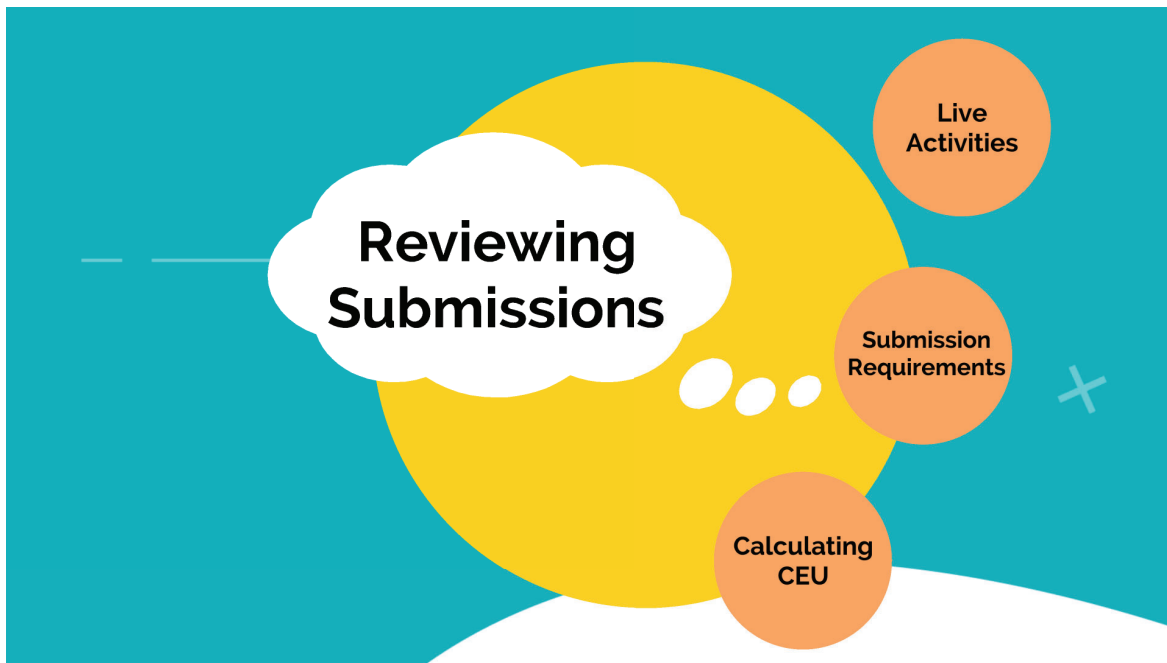 Reviewing
Submissions
Live
Activities
Submission
Requirements
Calculating
CEU